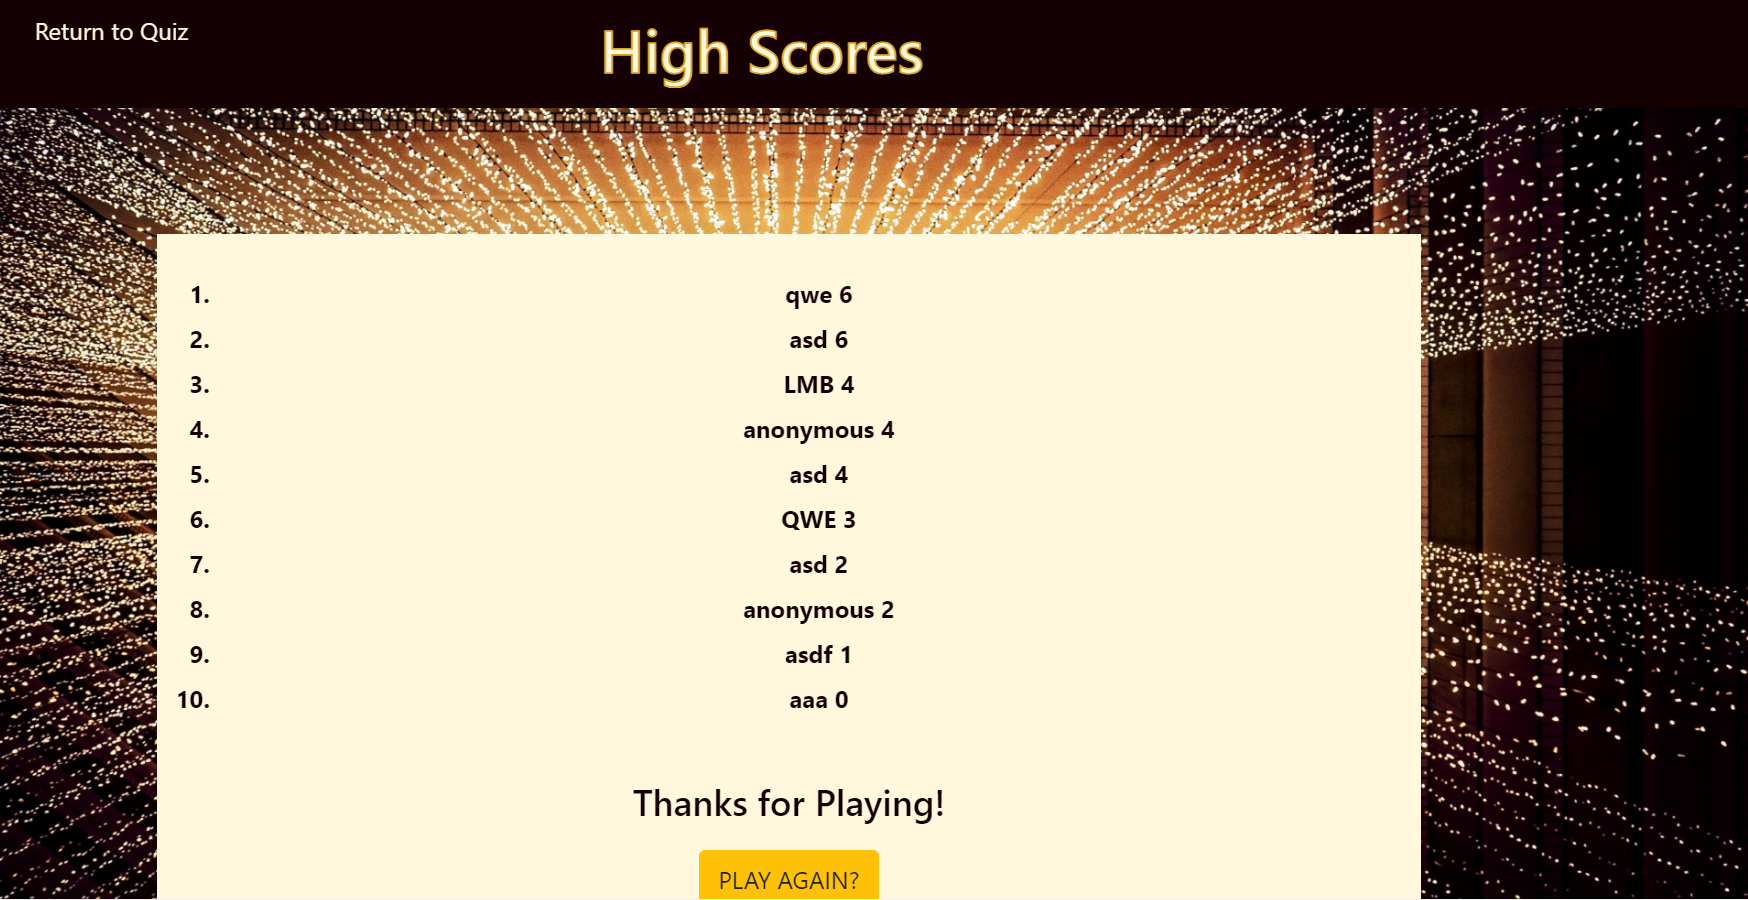 Return to Quiz
High Scores
1. qwe 6
2. asd 6
3. LMB 4
4. anonymous 4
5. asd 4
6. QWE 3
7. asd 2
8. anonymous 2
9. asdf 1
10. aaa 0
Thanks for Playing!
PLAY AGAIN?